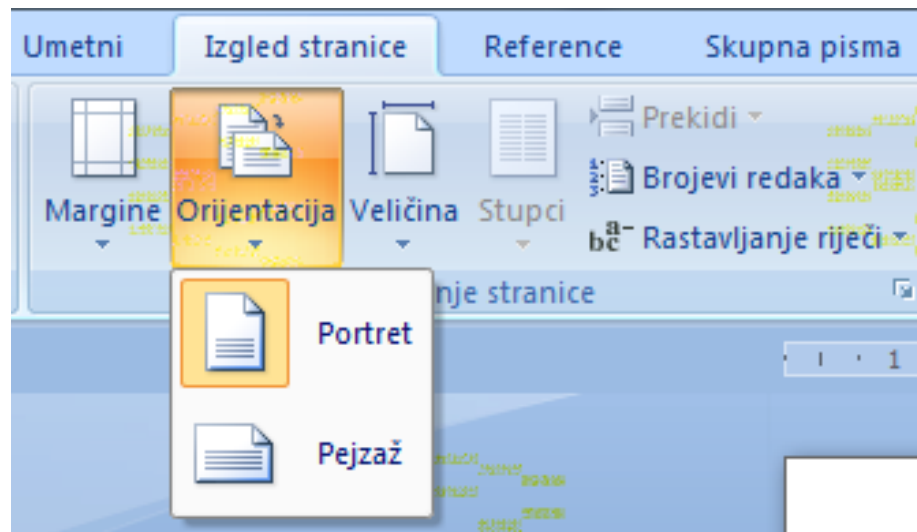 Umetni Izgled stranice Reference Skupna pisma
Prekidi
Brojevi redaka
Margine Orijentacija Veličina Stupci
Rastavljanje riječi
nje stranice
Portret
1
Pejzaž